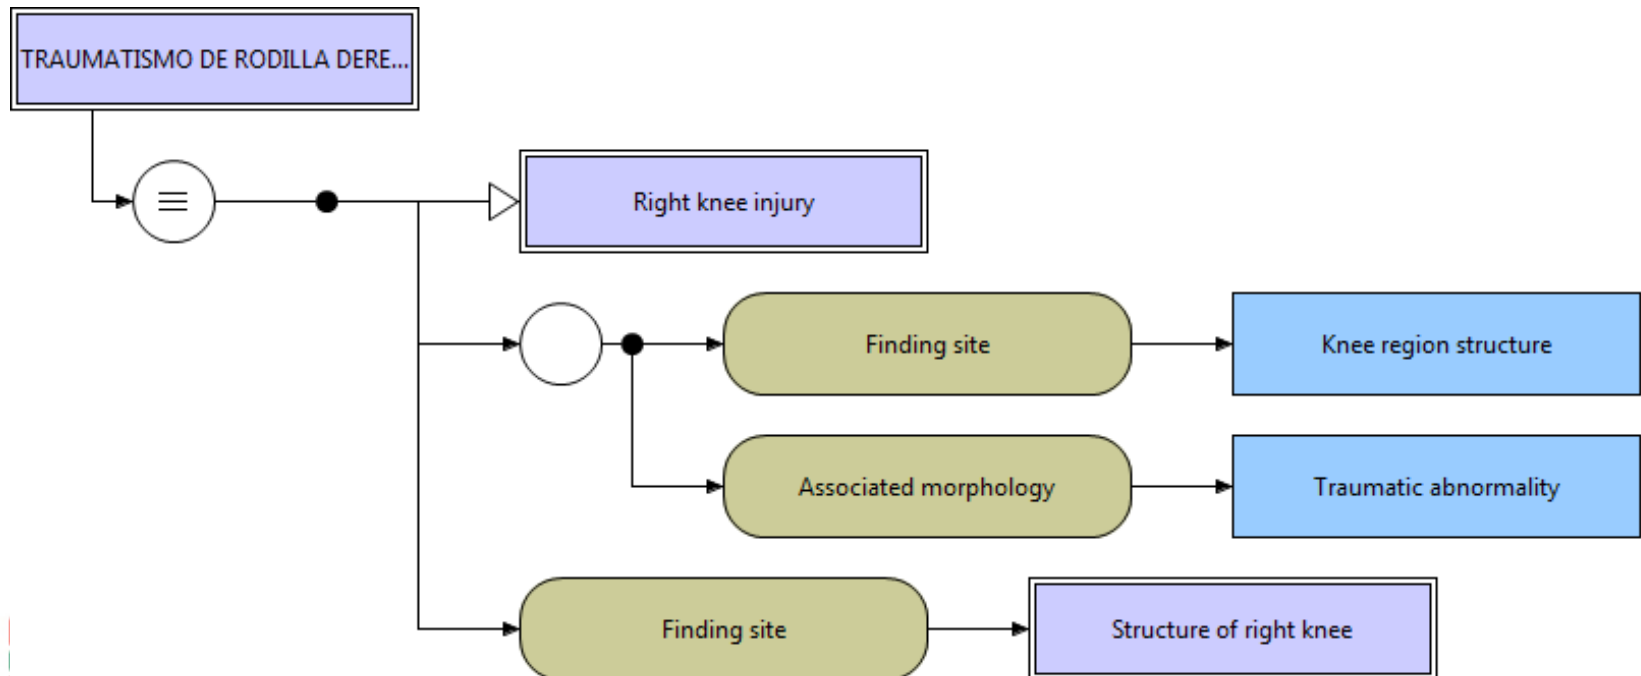 TRAUMATISMO DE RODILLA DERE...
Right knee injury
Finding site
Knee region structure
Associated morphology
Traumatic abnormality
Finding site
Structure of right knee